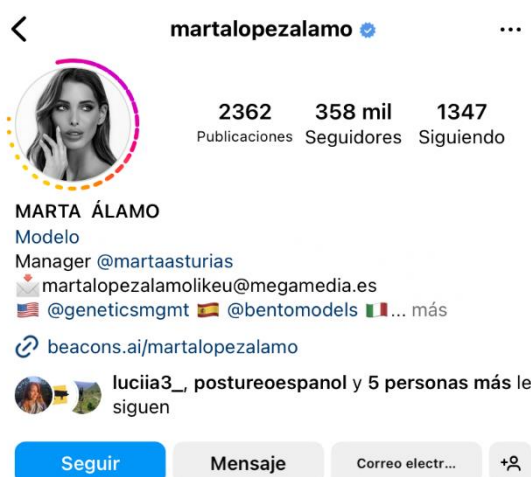 martalopezalamo
2362 358 mil 1347
Publicaciones Seguidores Siguiendo
MARTA ÁLAMO
Modelo
Manager @martaasturias
martalopezalamolikeu@megamedia.es
@geneticsmgmt @bentomodels ... más
beacons.ai/martalopezalamo
luciia3_, postureoespanol y 5 personas más le
siguen
Seguir Mensaje Correo electr...